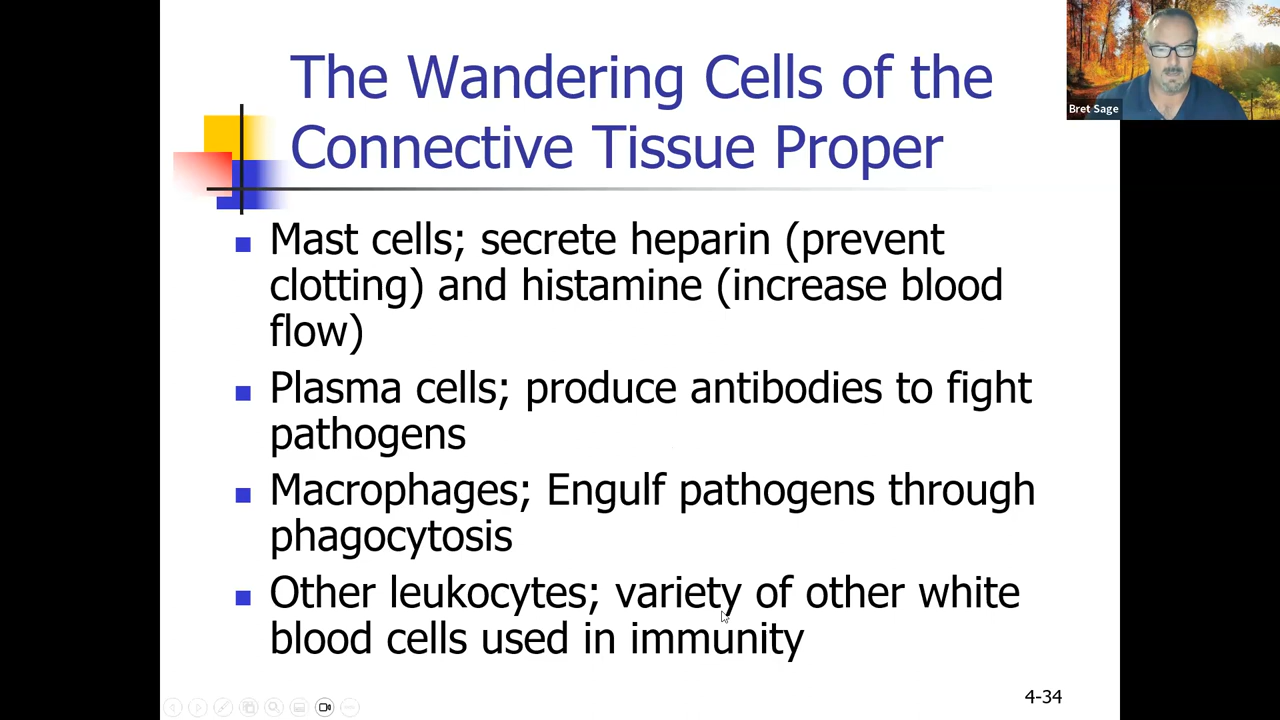 The Wandering Cells of the
Connective Tissue Proper
Bret Sage
Mast cells; secrete heparin (prevent
clotting) and histamine (increase blood
flow)
Plasma cells; produce antibodies to fight
pathogens
Macrophages; Engulf pathogens through
phagocytosis
Other leukocytes; variety of other white
blood cells used in immunity
4-34